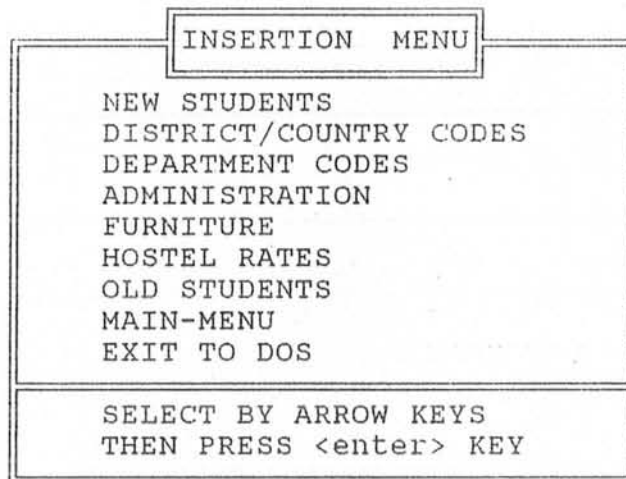 INSERTION MENU
NEW STUDENTS
DISTRICT/COUNTRY CODES
DEPARTMENT CODES
ADMINISTRATION
FURNITURE
HOSTEL RATES
OLD STUDENTS
MAIN-MENU
EXIT TO DOS
SELECT BY ARROW KEYS
THEN PRESS <enter> KEY